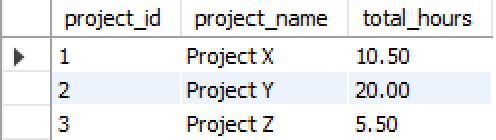 project_id project_name total_hours
1 Project X 10.50
2 Project Y 20.00
3 Project Z 5.50